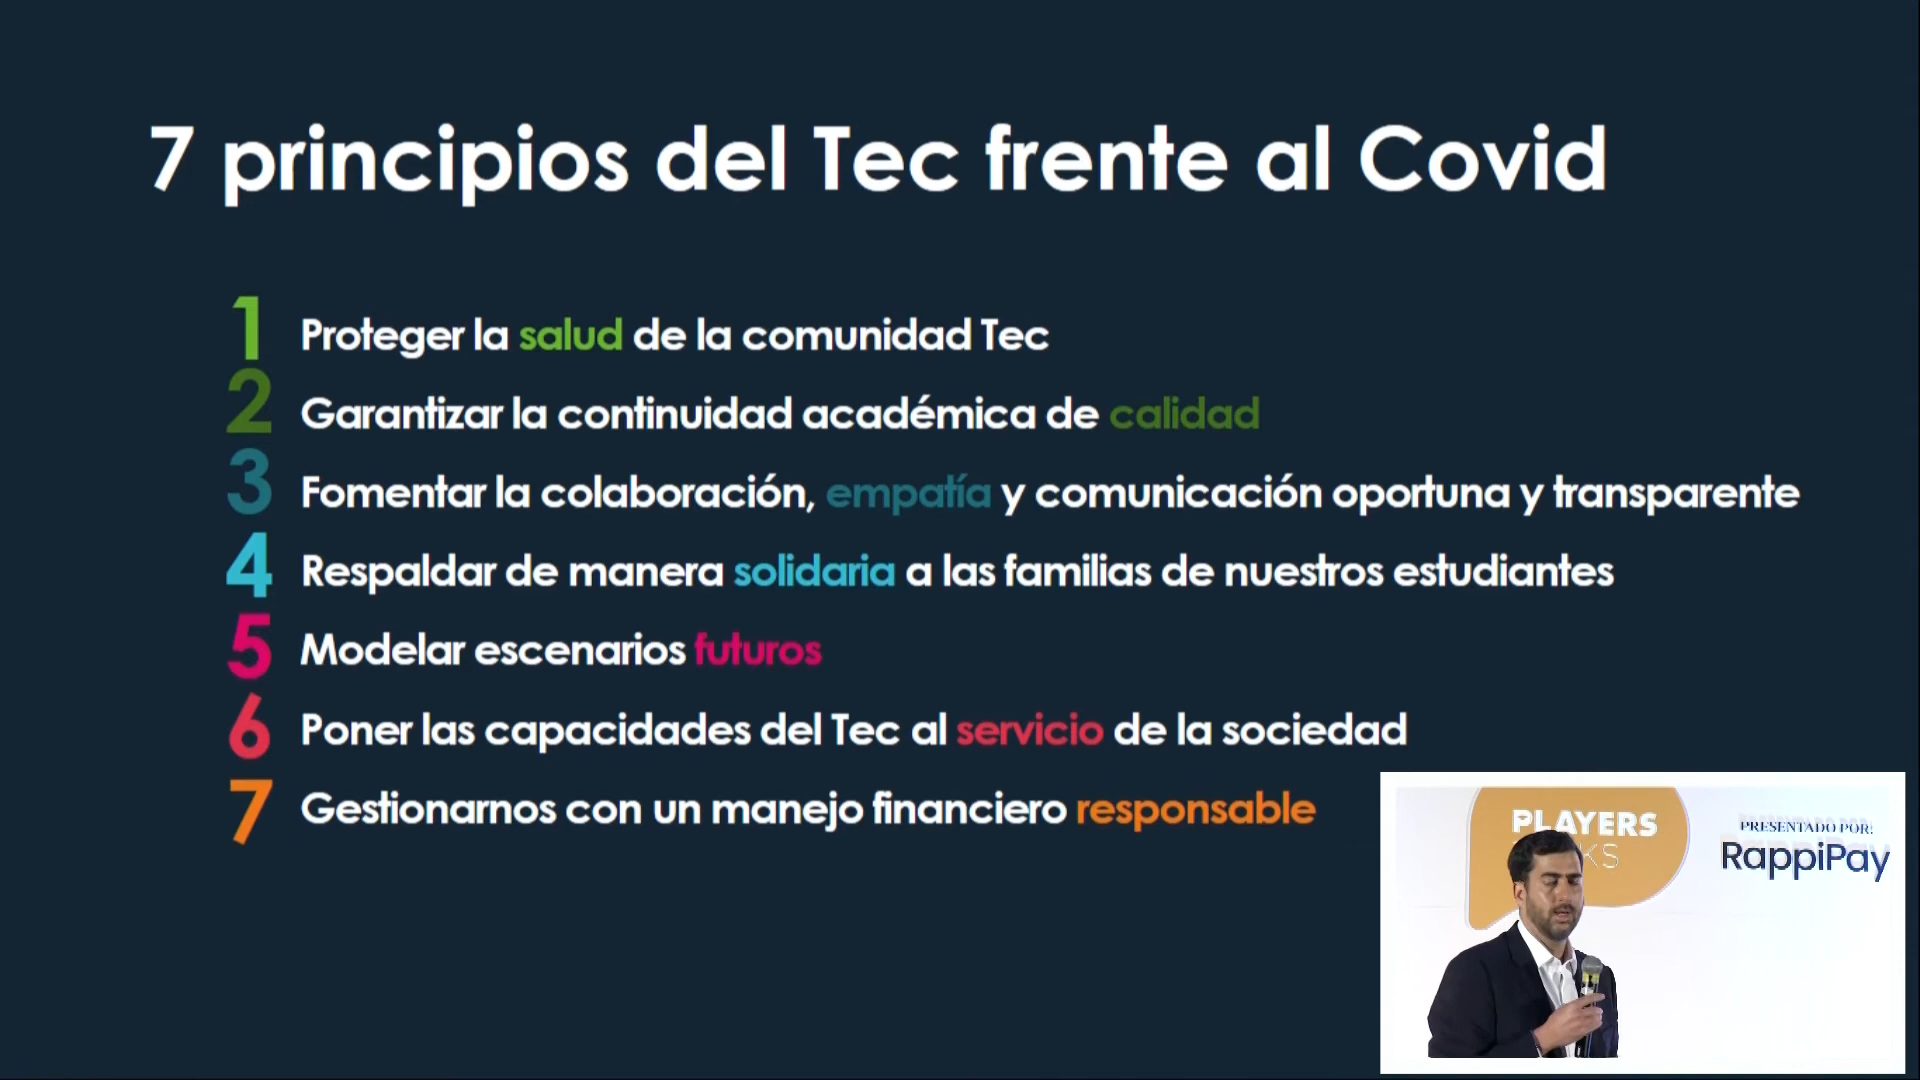 7 principios del Tec frente al Covid
1 Proteger la salud de la comunidad Tec
2 Garantizar la continuidad académica de calidad
3 Fomentar la colaboración, empatía y comunicación oportuna y transparente
4 Respaldar de manera solidaria a las familias de nuestros estudiantes
5 Modelar escenarios futuros
6 Poner las capacidades del Tec al servicio de la sociedad
7 Gestionarnos con un manejo financiero responsable
PLAYERS
PRESENTADO POR:
RappiPay